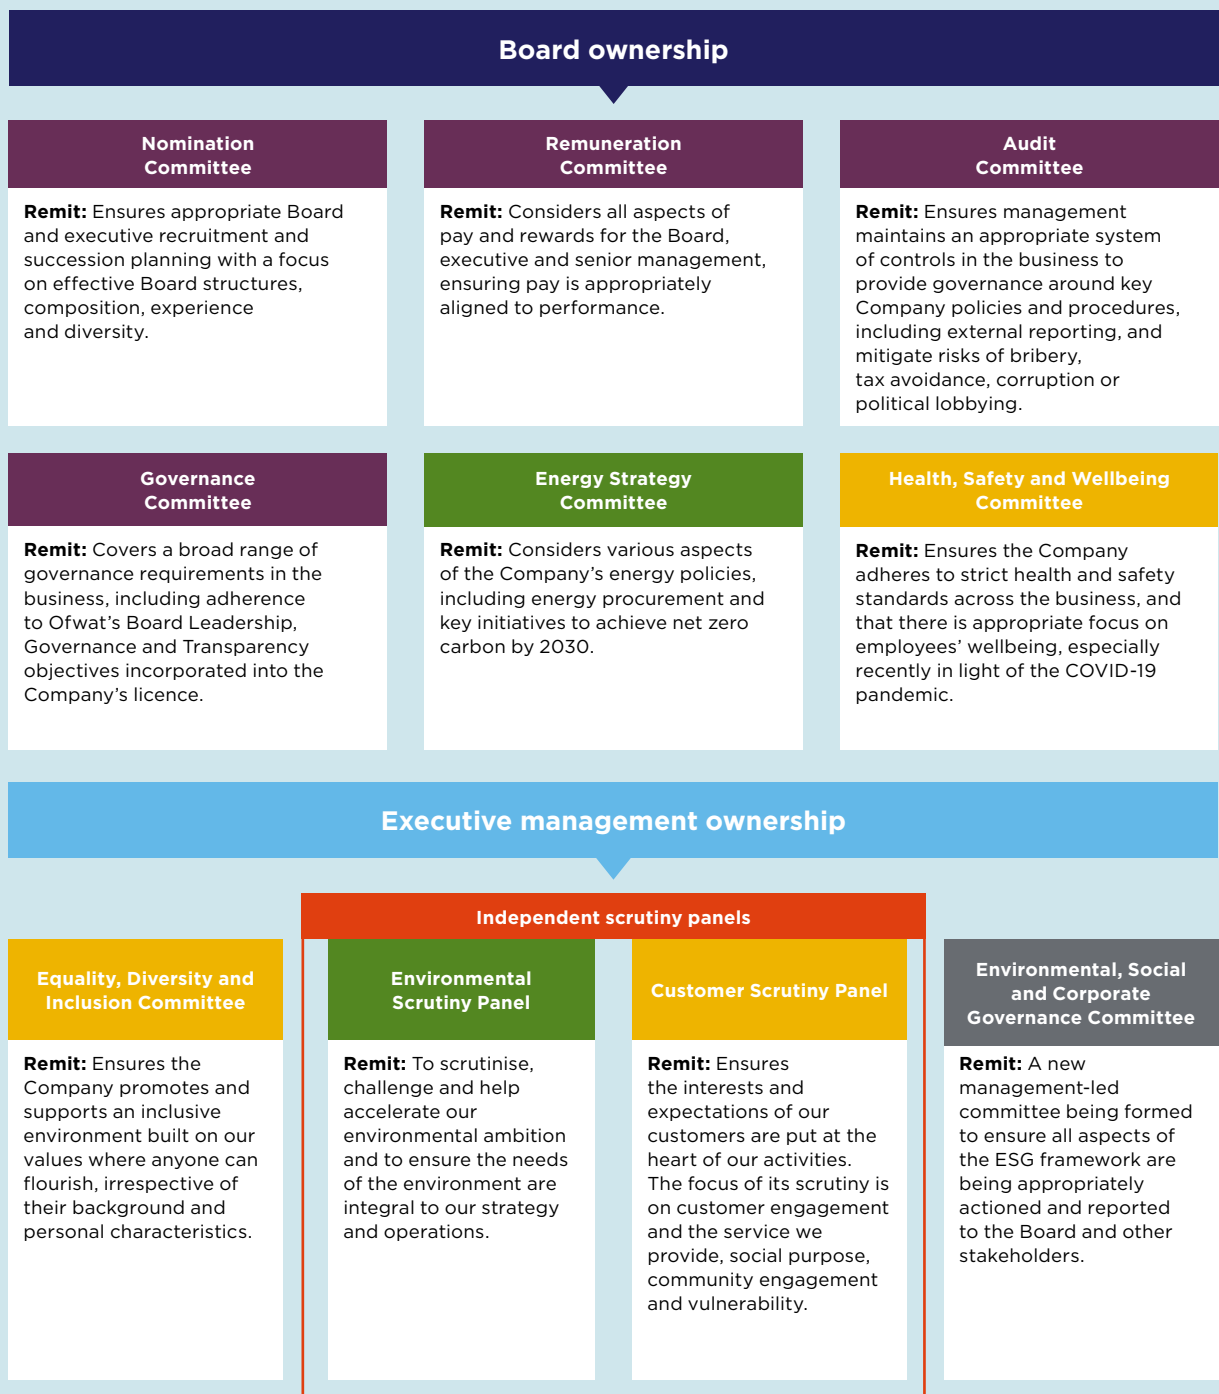 Board ownership
Nomination
Committee
Remit: Ensures appropriate Board
and executive recruitment and
succession planning with a focus
on effective Board structures,
composition, experience
and diversity.
Remuneration
Committee
Remit: Considers all aspects of
pay and rewards for the Board,
executive and senior management,
ensuring pay is appropriately
aligned to performance.
Audit
Committee
Remit: Ensures management
maintains an appropriate system
of controls in the business to
provide governance around key
Company policies and procedures,
including external reporting, and
mitigate risks of bribery,
tax avoidance, corruption or
political lobbying.
Governance
Committee
Remit: Covers a broad range of
governance requirements in the
business, including adherence
to Ofwat’s Board Leadership,
Governance and Transparency
objectives incorporated into the
Company’s licence.
Energy Strategy
Committee
Remit: Considers various aspects
of the Company’s energy policies,
including energy procurement and
key initiatives to achieve net zero
carbon by 2030.
Health, Safety and Wellbeing
Committee
Remit: Ensures the Company
adheres to strict health and safety
standards across the business, and
that there is appropriate focus on
employees’ wellbeing, especially
recently in light of the COVID-19
pandemic.
Executive management ownership
Independent scrutiny panels
Equality, Diversity and
Inclusion Committee
Remit: Ensures the
Company promotes and
supports an inclusive
environment built on our
values where anyone can
flourish, irrespective of
their background and
personal characteristics.
Environmental
Scrutiny Panel
Remit: To scrutinise,
challenge and help
accelerate our
environmental ambition
and to ensure the needs
of the environment are
integral to our strategy
and operations.
Customer Scrutiny Panel
Remit: Ensures
the interests and
expectations of our
customers are put at the
heart of our activities.
The focus of its scrutiny is
on customer engagement
and the service we
provide, social purpose,
community engagement
and vulnerability.
Environmental, Social
and Corporate
Governance Committee
Remit: A new
management-led
committee being formed
to ensure all aspects of
the ESG framework are
being appropriately
actioned and reported
to the Board and other
stakeholders.